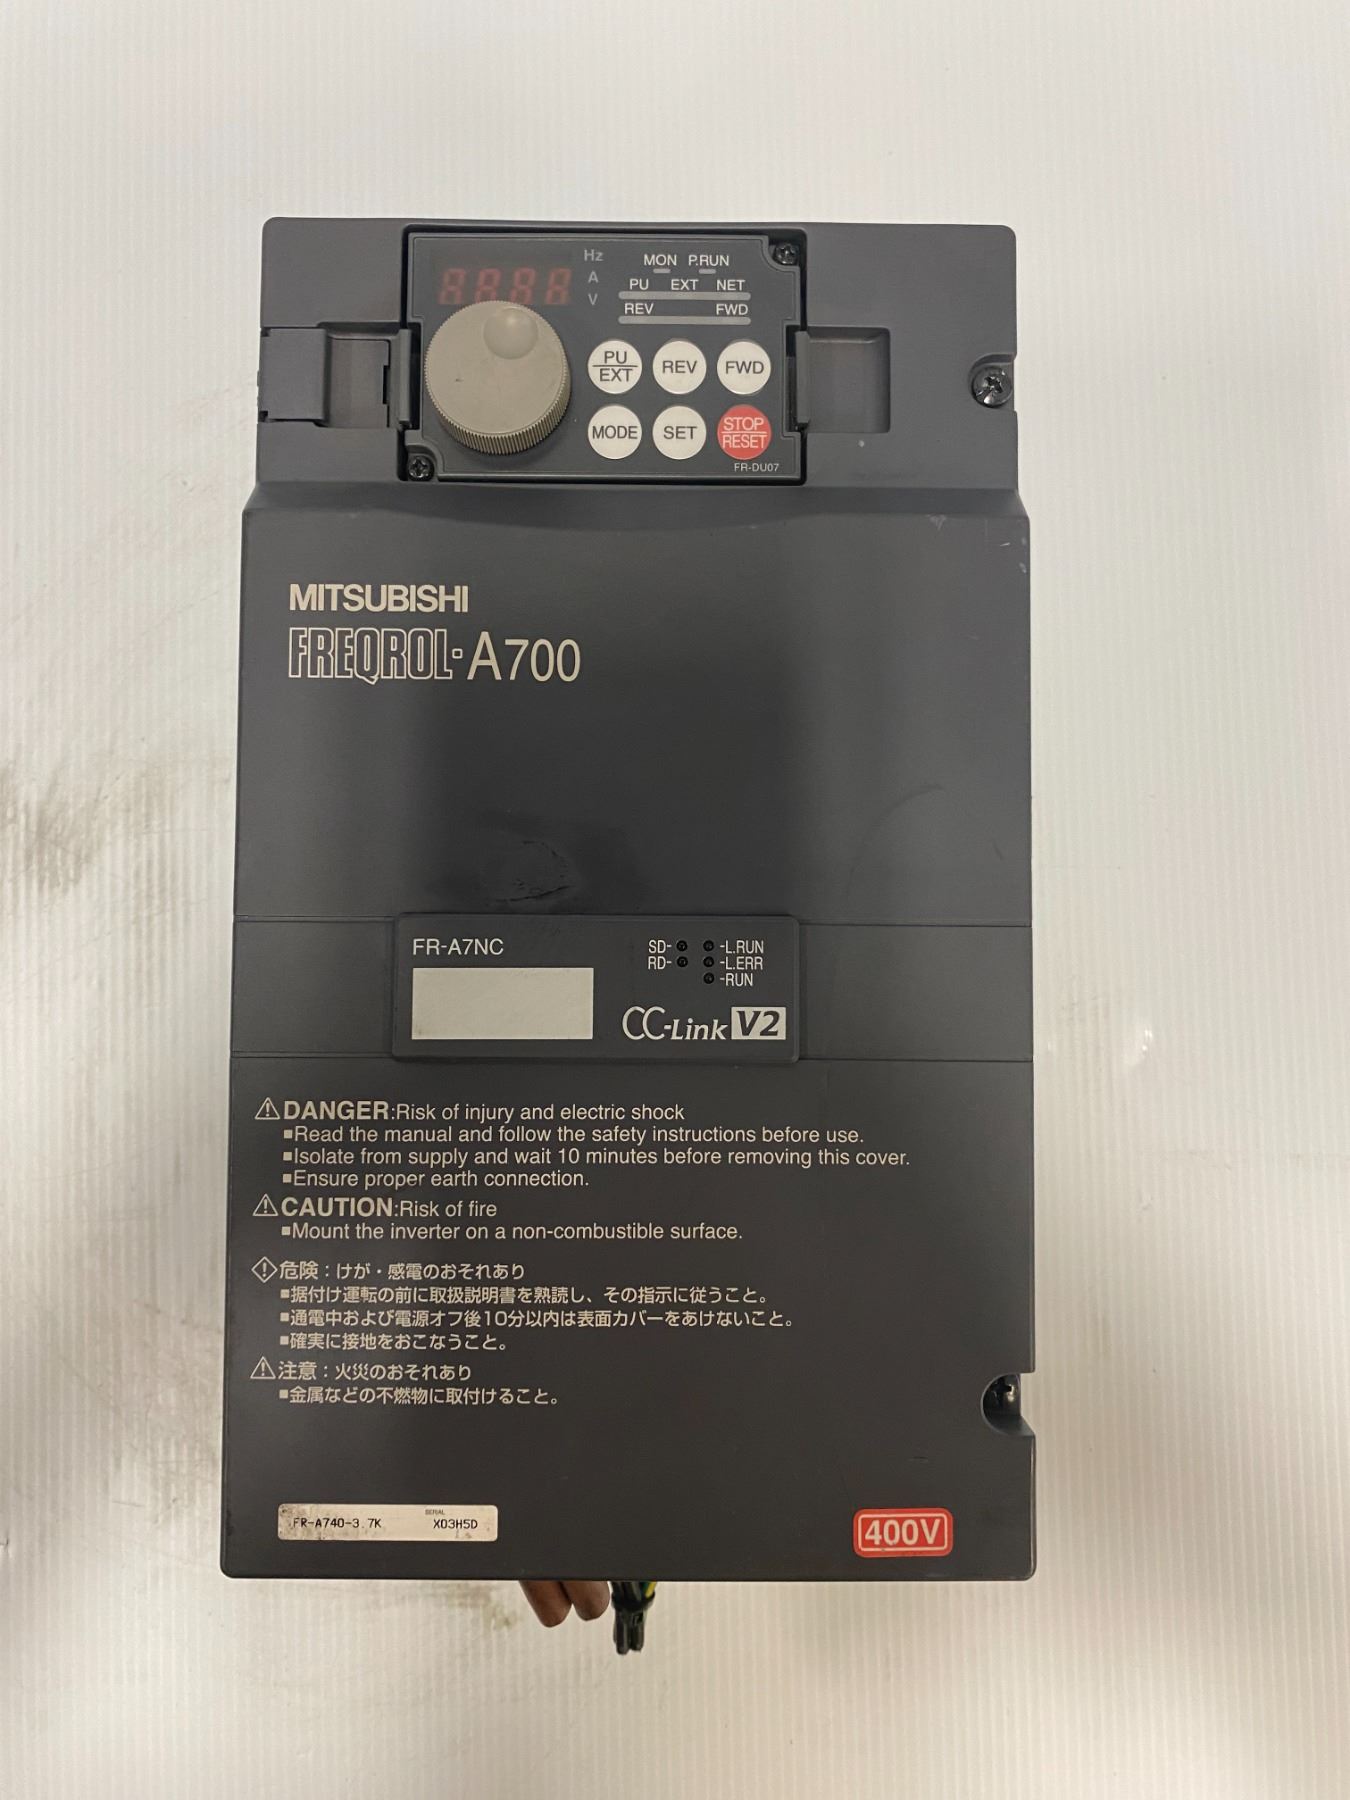 Hz
A
V
MON P.RUN
PU EXT NET
REV FWD
PU
EXT
REV
FWD
MODE
SET
STOP
RESET
FR-DU07
MITSUBISHI
FREQROL-A700
FR-A7NC
SD- -L.RUN
RD- -L.ERR
-RUN
CC-Link V2
⚠DANGER:Risk of injury and electric shock
■Read the manual and follow the safety instructions before use.
■Isolate from supply and wait 10 minutes before removing this cover.
■Ensure proper earth connection.
⚠CAUTION:Risk of fire
■Mount the inverter on a non-combustible surface.
危険：けが・感電のおそれあり
■据付け運転の前に取扱説明書を熟読し、その指示に従うこと。
■通電中および電源オフ後10分以内は表面カバーをあけないこと。
■確実に接地をおこなうこと。
⚠注意：火災のおそれあり
■金属などの不燃物に取付けること。
SERIAL
FR-A740-3.7K X03H5D
400V